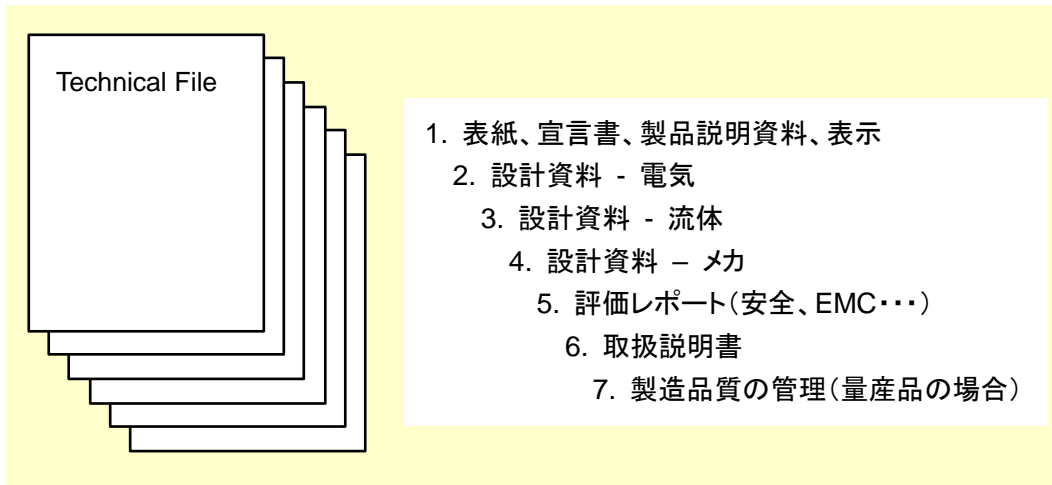 Technical File
1. 表紙、宣言書、製品説明資料、表示
2. 設計資料 - 電気
3. 設計資料 - 流体
4. 設計資料 – メカ
5. 評価レポート(安全、EMC・・・)
6. 取扱説明書
7. 製造品質の管理(量産品の場合)